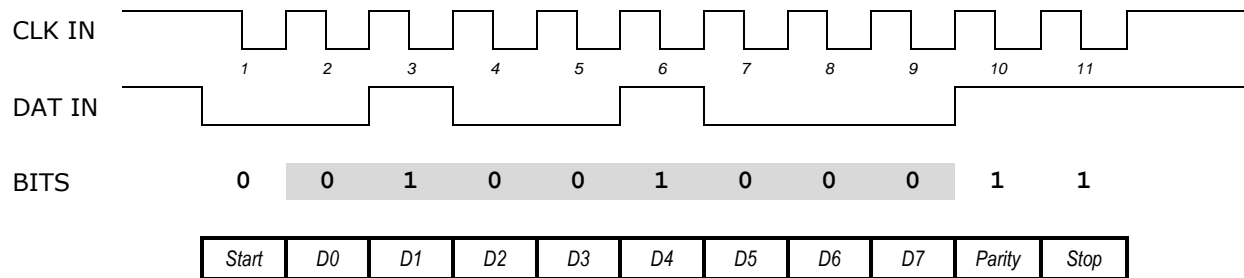 CLK IN
1 2 3 4 5 6 7 8 9 10 11
DAT IN
BITS 0 0 1 0 0 1 0 0 0 1 1
Start D0 D1 D2 D3 D4 D5 D6 D7 Parity Stop